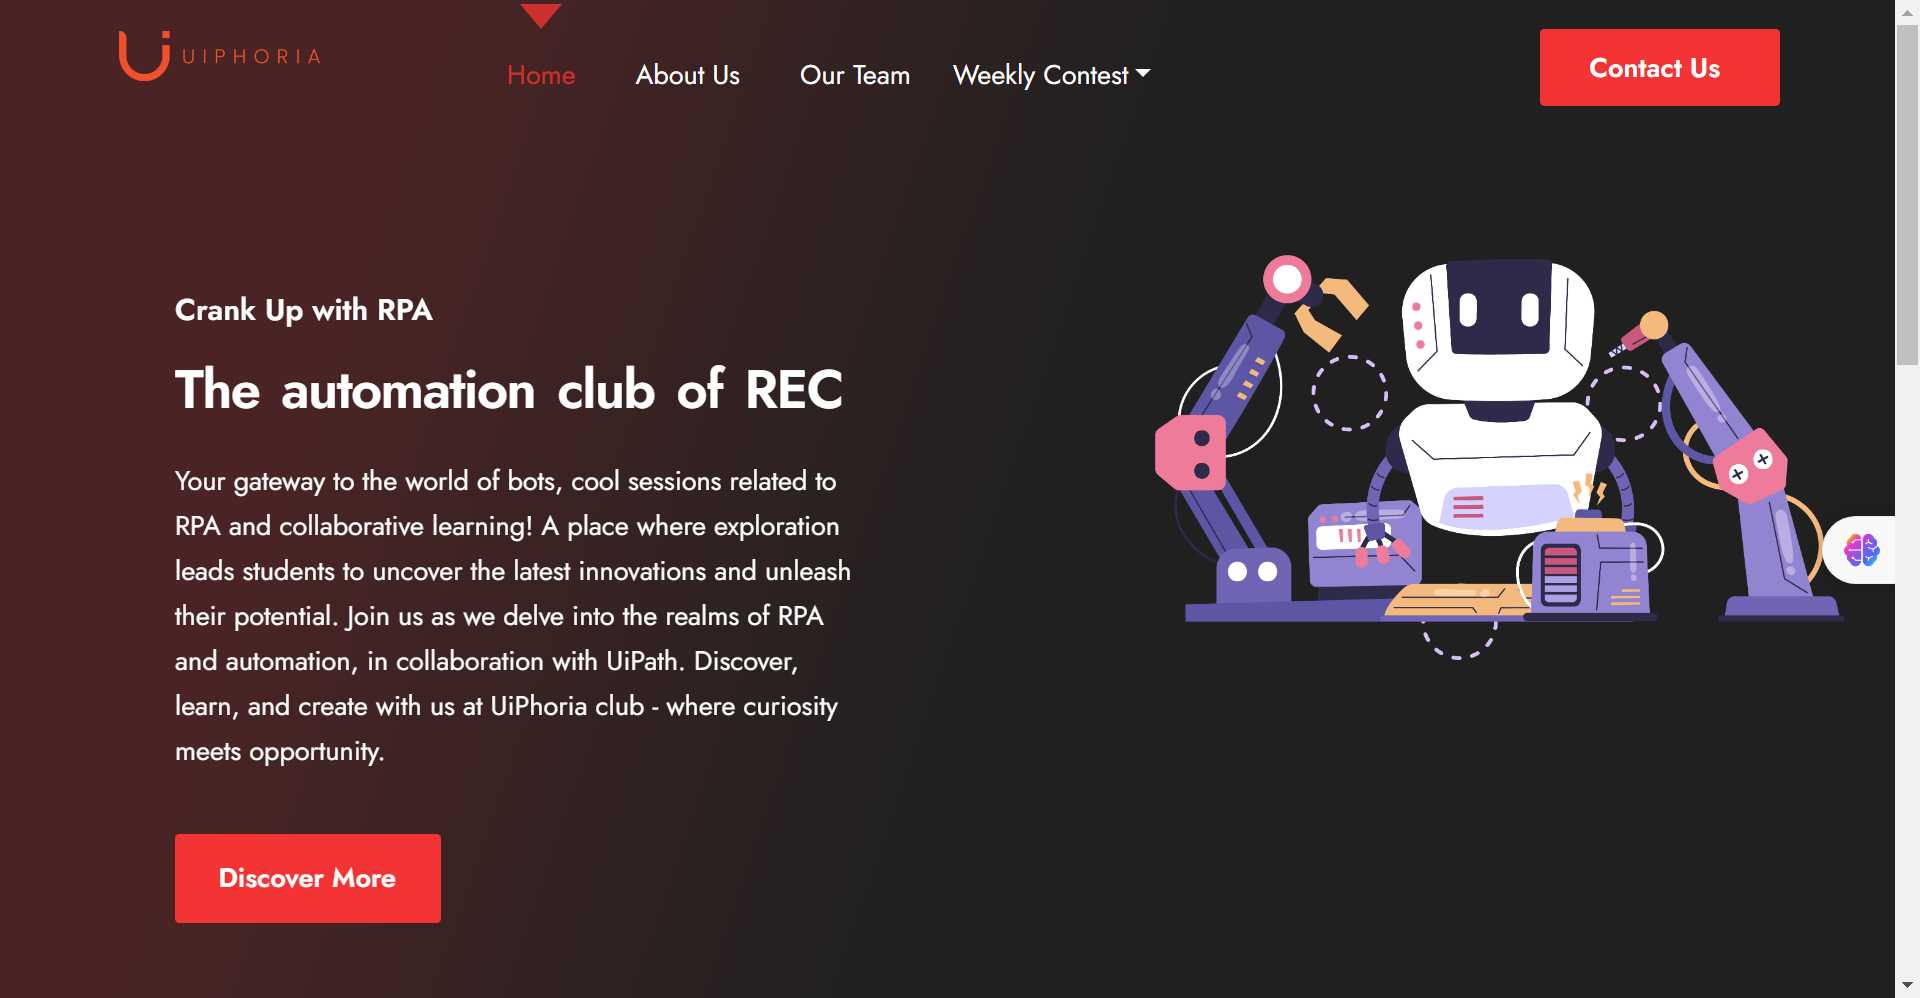 UIPHORIA
Home
About Us
Our Team
Weekly Contest
Contact Us
Crank Up with RPA
The automation club of REC
Your gateway to the world of bots, cool sessions related to
RPA and collaborative learning! A place where exploration
leads students to uncover the latest innovations and unleash
their potential. Join us as we delve into the realms of RPA
and automation, in collaboration with UiPath. Discover,
learn, and create with us at UiPhoria club - where curiosity
meets opportunity.
Discover More